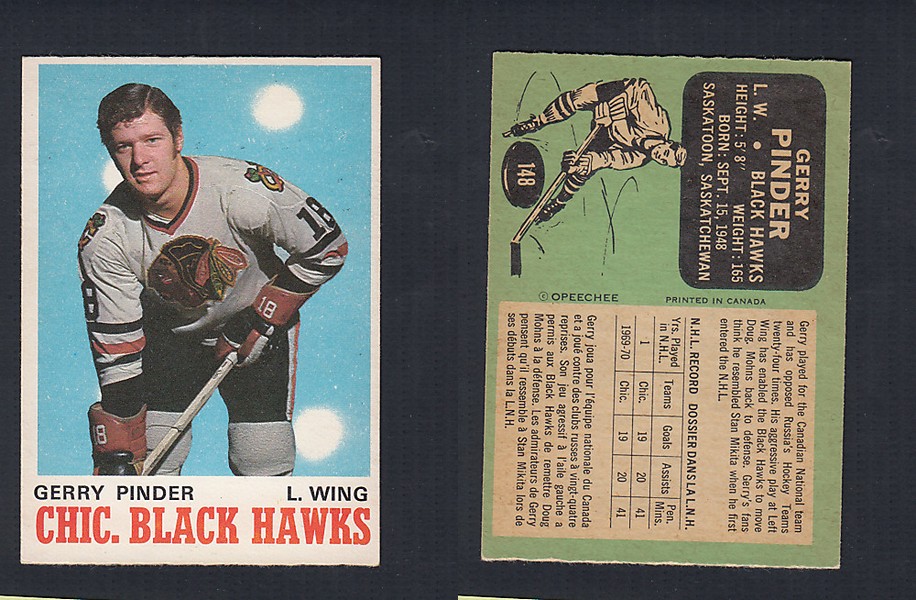 18
18
18
8
GERRY PINDER L. WING
CHIC. BLACK HAWKS
148
GERRY
PINDER
L. W. • BLACK HAWKS
HEIGHT: 5' 8'' WEIGHT: 165
BORN: SEPT. 15, 1948
SASKATOON, SASKATCHEWAN
© OPEECHEE PRINTED IN CANADA
Gerry played for the Canadian National team
and has opposed Russia's Hockey Teams
twenty-four times. His aggressive play at Left
Wing has enabled the Black Hawks to move
Doug. Mohns back to defense. Gerry's fans
think he resembled Stan Mikita when he first
entered the N.H.L.
N.H.L. RECORD DOSSIER DANS LA L.N.H.
Yrs. Played in N.H.L. Teams Goals Assists Pen. Mins.
1 Chic. 19 20 41
1969-70 Chic. 19 20 41
Gerry joua pour l'équipe nationale du Canada
et a joué contre des clubs russes à vingt-quatre
reprises. Son jeu agressif à l'aile gauche a
permis aux Black Hawks de remettre Doug
Mohns à la défense. Les admirateurs de Gerry
pensent qu'il ressemble à Stan Mikita lors de
ses débuts dans la L.N.H.